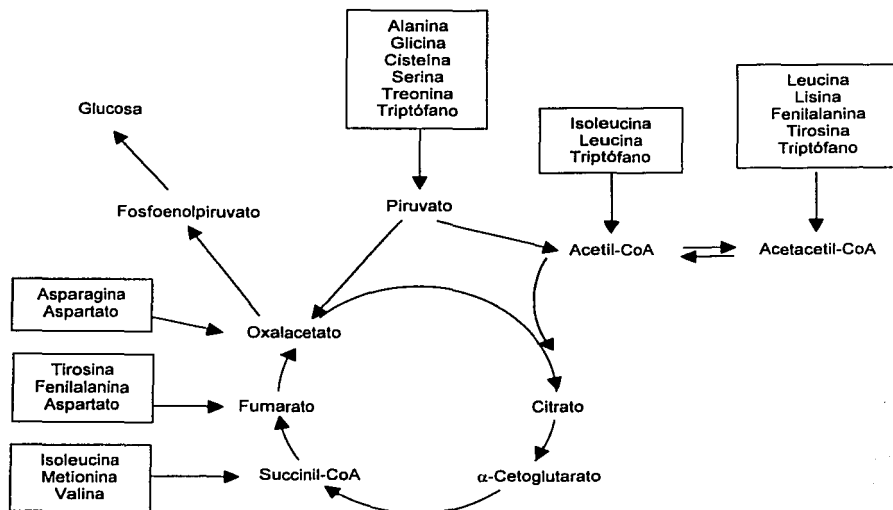 Alanina
Glicina
Cisteína
Serina
Treonina
Triptófano
Leucina
Lisina
Fenilalanina
Tirosina
Triptófano
Isoleucina
Leucina
Triptófano
Glucosa
Fosfoenolpiruvato
Piruvato
Acetil-CoA
Acetacetil-CoA
Asparagina
Aspartato
Oxalacetato
Tirosina
Fenilalanina
Aspartato
Fumarato
Citrato
Isoleucina
Metionina
Valina
Succinil-CoA
α-Cetoglutarato